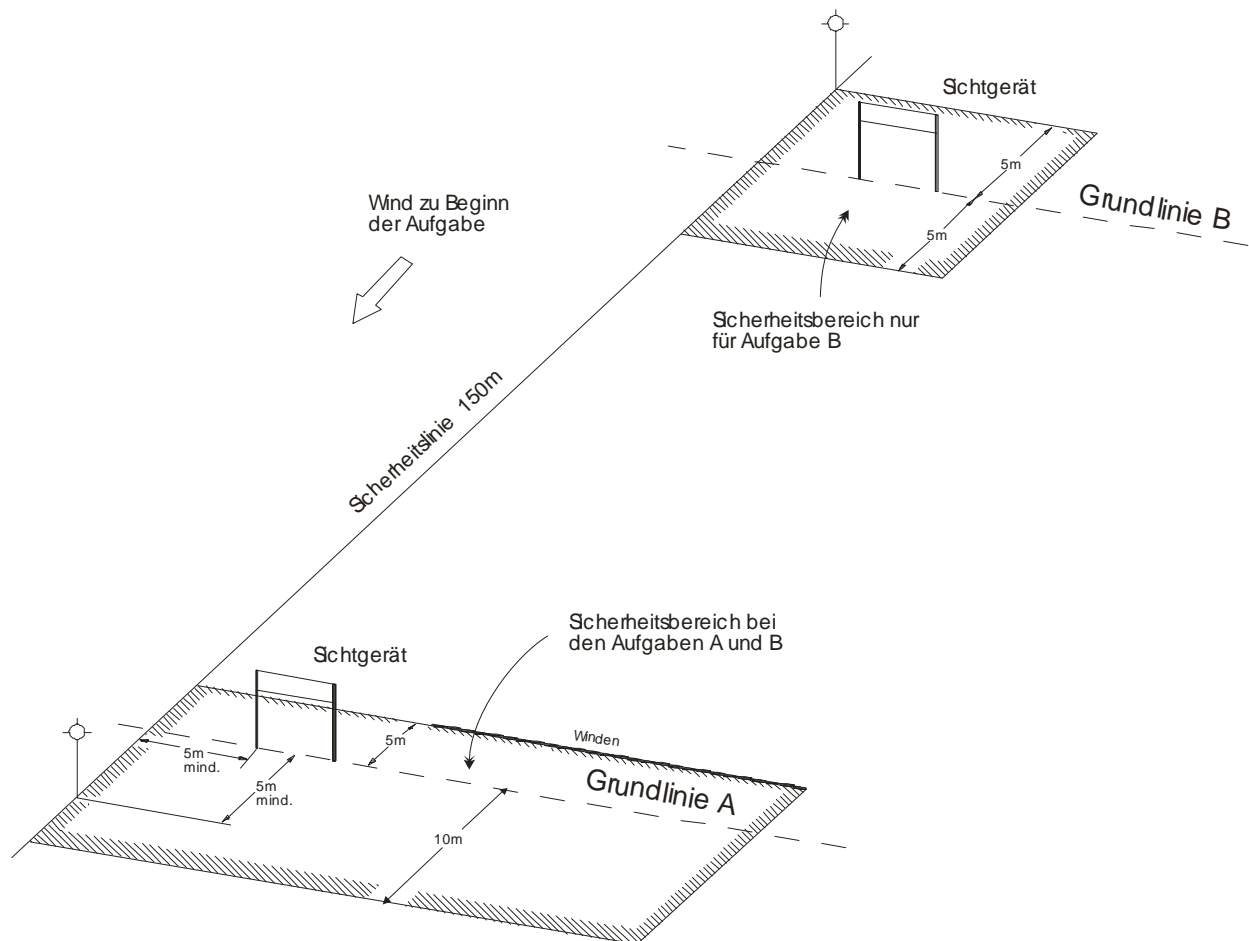 Sichtgerät
5m
Grundlinie B
5m
Wind zu Beginn
der Aufgabe
Sicherheitsbereich nur
für Aufgabe B
Sicherheitslinie 150m
Sicherheitsbereich bei
den Aufgaben A und B
Sichtgerät
Winden
5m
5m
mind.
Grundlinie A
5m
mind.
10m